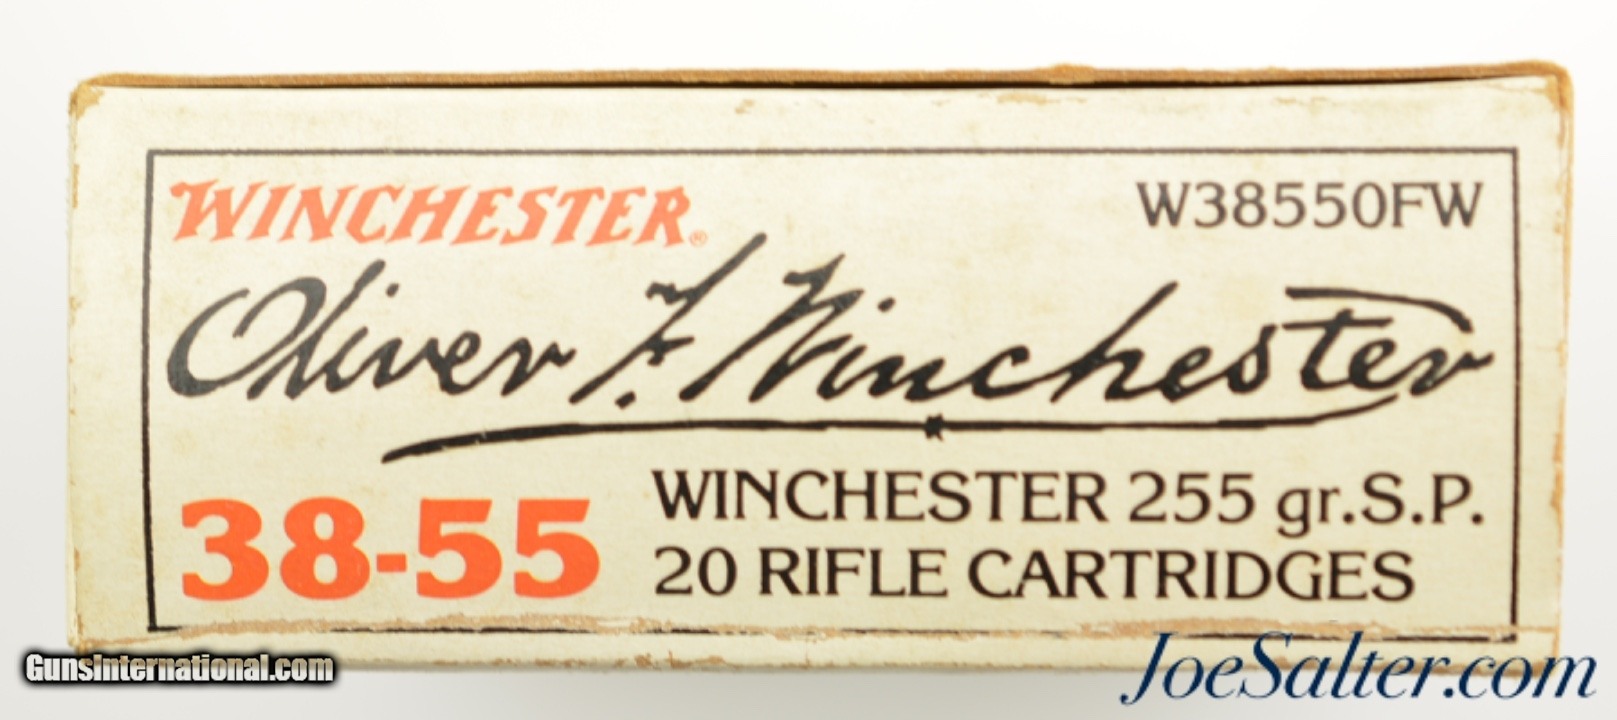 WINCHESTER®
W38550FW
Oliver F. Winchester
38-55
WINCHESTER 255 gr.S.P.
20 RIFLE CARTRIDGES
GunsInternational.com
JoeSalter.com